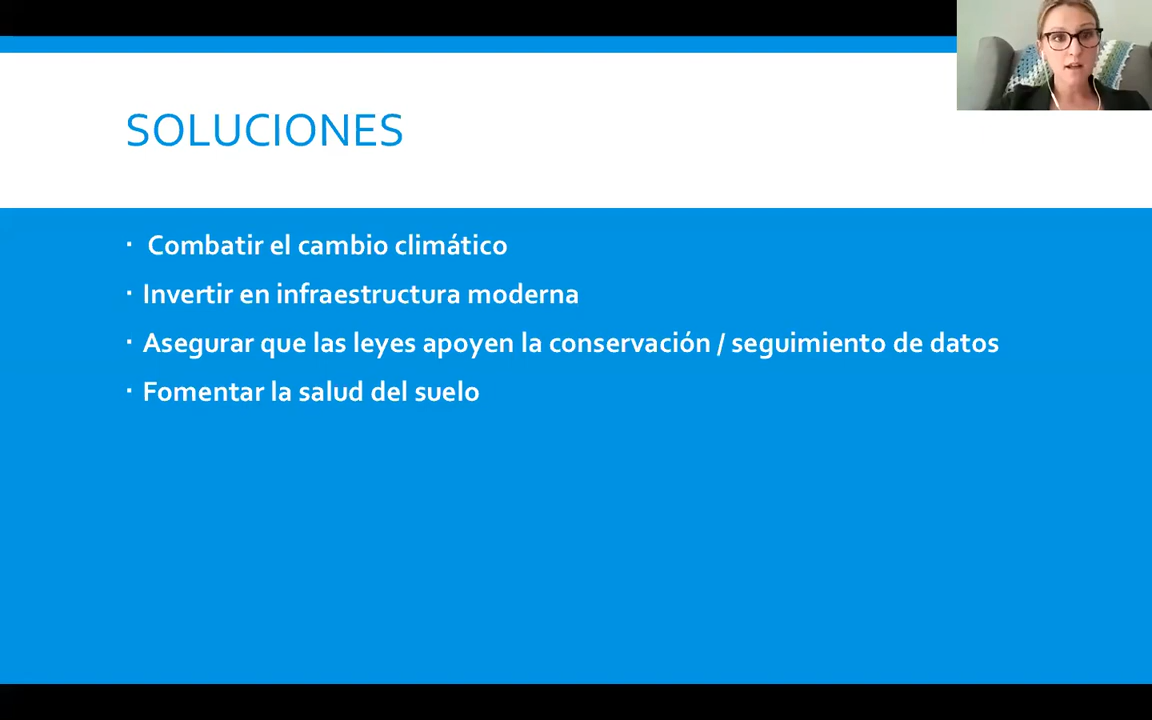 SOLUCIONES
· Combatir el cambio climático
· Invertir en infraestructura moderna
· Asegurar que las leyes apoyen la conservación / seguimiento de datos
· Fomentar la salud del suelo